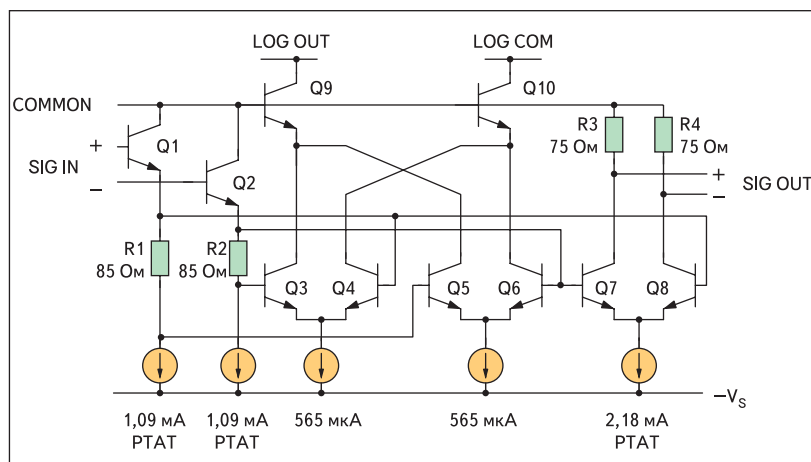 LOG OUT
LOG COM
Q9
Q10
COMMON
R3
75 Ом
R4
75 Ом
+
Q1
SIG IN
−
Q2
+
SIG OUT
−
R1
85 Ом
R2
85 Ом
Q3
Q4
Q5
Q6
Q7
Q8
−Vs
1,09 мА
PTAT
1,09 мА
PTAT
565 мкА
565 мкА
2,18 мА
PTAT